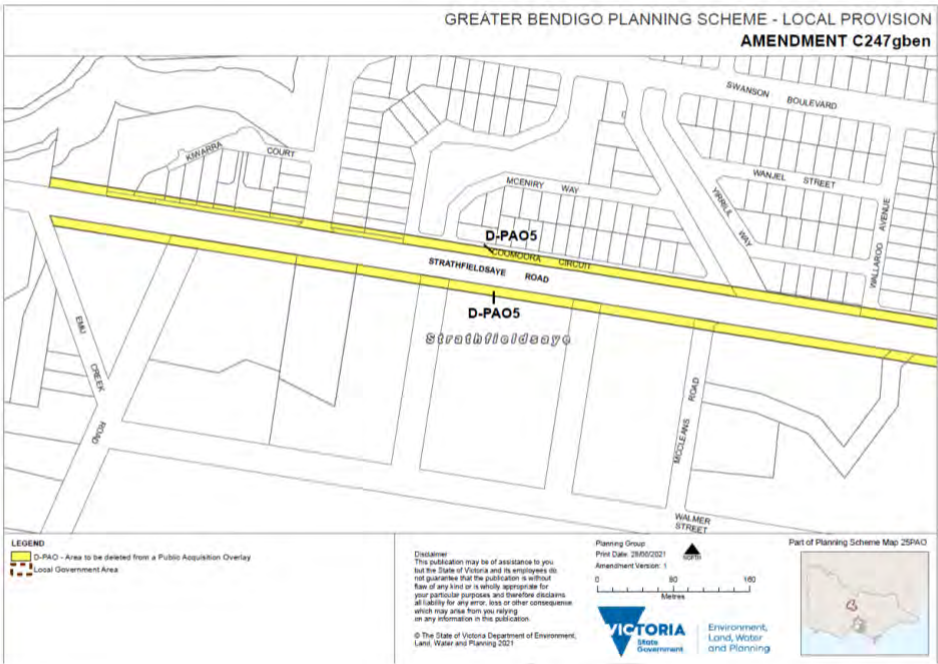 GREATER BENDIGO PLANNING SCHEME - LOCAL PROVISION
AMENDMENT C247gben
SWANSON BOULEVARD
KIWARRA COURT
WANJEL STREET
MCENIRY WAY
YIRRILIL WAY
WALLAROO AVENUE
D-PAO5
COOMOORA CIRCUIT
STRATHFIELDSAYE ROAD
D-PAO5
Strathfieldsaye
EMU CREEK ROAD
MCCLEANS ROAD
WALMER
STREET
LEGEND
D-PAO - Area to be deleted from a Public Acquisition Overlay
Local Government Area
Disclaimer
This publication may be of assistance to you
but the State of Victoria and its employees do
not guarantee that the publication is without
flaw of any kind or is wholly appropriate for
your particular purposes and therefore disclaims
all liability for any error, loss or other consequence
which may arise from you relying
on any information in this publication.
© The State of Victoria Department of Environment,
Land, Water and Planning 2021
Planning Group
Print Date: 28/06/2021
Amendment Version: 1
NORTH
0 80 160
Metres
VICTORIA
State
Government
Environment,
Land, Water
and Planning
Part of Planning Scheme Map 25PAO